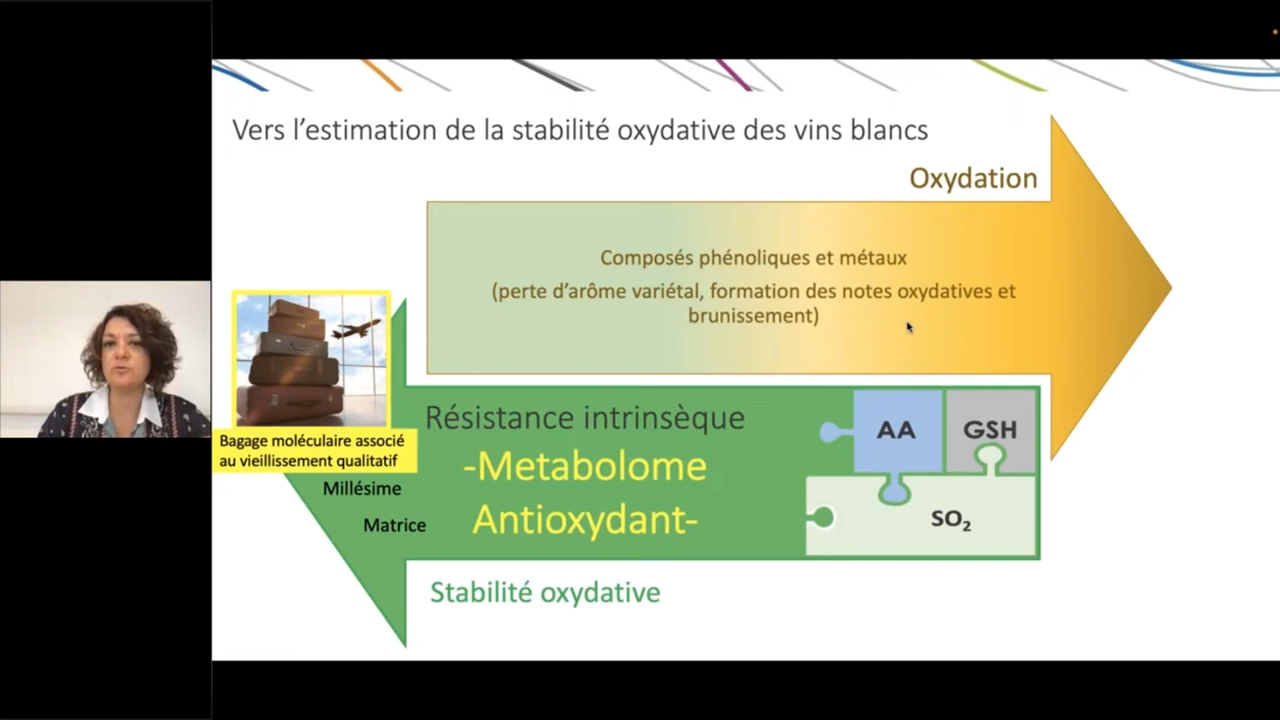 Vers l'estimation de la stabilité oxydative des vins blancs
Oxydation
Composés phénoliques et métaux
(perte d'arôme variétal, formation des notes oxydatives et
brunissement)
Bagage moléculaire associé
au vieillissement qualitatif
Millésime
Matrice
Résistance intrinsèque
-Metabolome
Antioxydant-
AA
GSH
SO₂
Stabilité oxydative